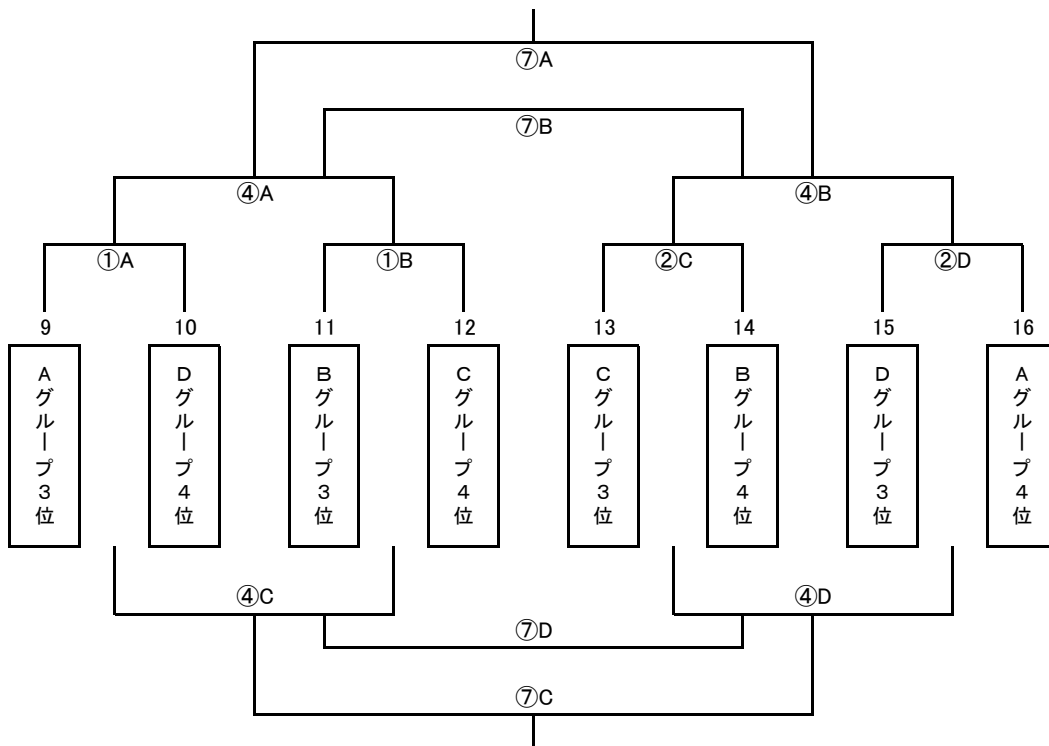 ⑦A
⑦B
④A
④B
①A
①B
②C
②D
9
10
11
12
13
14
15
16
Aグループ3位
Dグループ4位
Bグループ3位
Cグループ4位
Cグループ3位
Bグループ4位
Dグループ3位
Aグループ4位
④C
④D
⑦D
⑦C